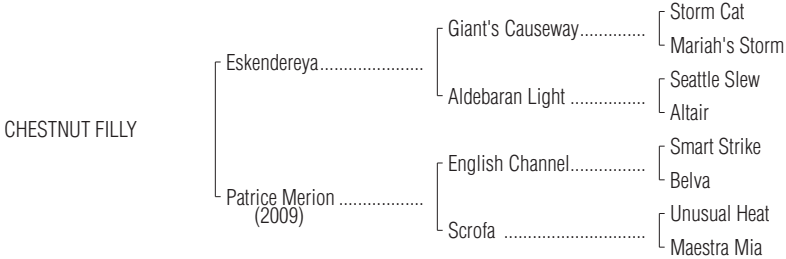 Storm Cat
Giant's Causeway..............
Mariah's Storm
Eskendereya......................
Seattle Slew
Aldebaran Light ................
Altair
CHESTNUT FILLY
Smart Strike
English Channel................
Belva
Patrice Merion ..................
(2009)
Unusual Heat
Scrofa ..............................
Maestra Mia